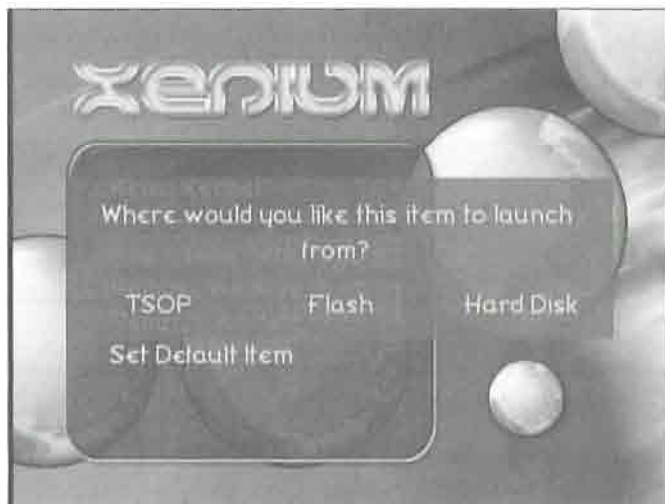 XENIUM
Where would you like this item to launch
from?
TSOP Flash Hard Disk
Set Default Item